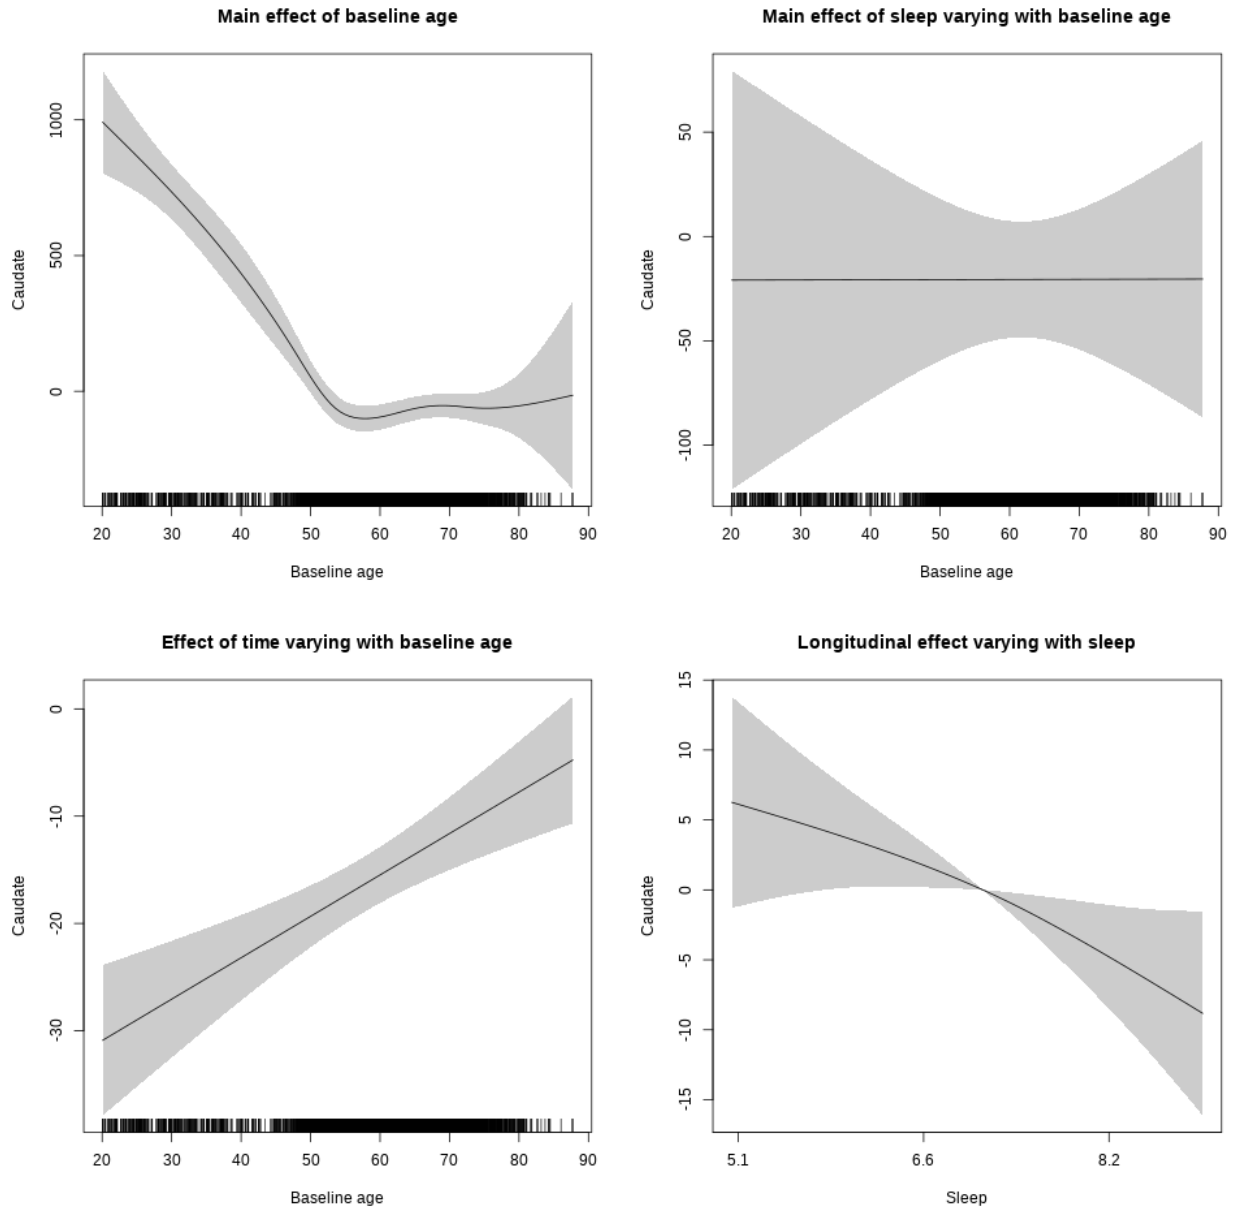 Main effect of baseline age
Caudate
1000
500
0
20 30 40 50 60 70 80 90
Baseline age
Main effect of sleep varying with baseline age
Caudate
50
0
-50
-100
20 30 40 50 60 70 80 90
Baseline age
Effect of time varying with baseline age
Caudate
0
-10
-20
-30
20 30 40 50 60 70 80 90
Baseline age
Longitudinal effect varying with sleep
Caudate
15
10
5
0
-5
-10
-15
5.1 6.6 8.2
Sleep